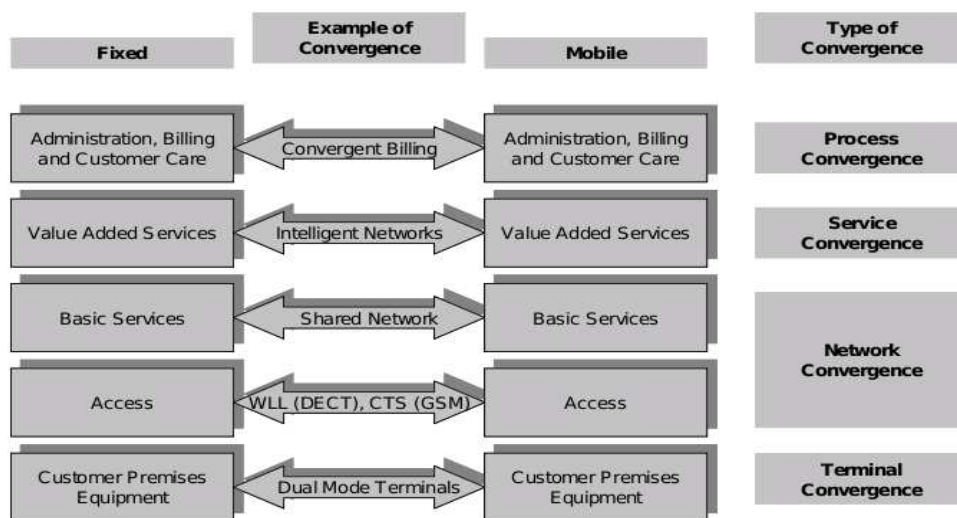 Fixed
Example of
Convergence
Mobile
Type of
Convergence
Administration, Billing
and Customer Care
Convergent Billing
Administration, Billing
and Customer Care
Process
Convergence
Value Added Services
Intelligent Networks
Value Added Services
Service
Convergence
Basic Services
Shared Network
Basic Services
Network
Convergence
Access
WLL (DECT), CTS (GSM)
Access
Customer Premises
Equipment
Dual Mode Terminals
Customer Premises
Equipment
Terminal
Convergence